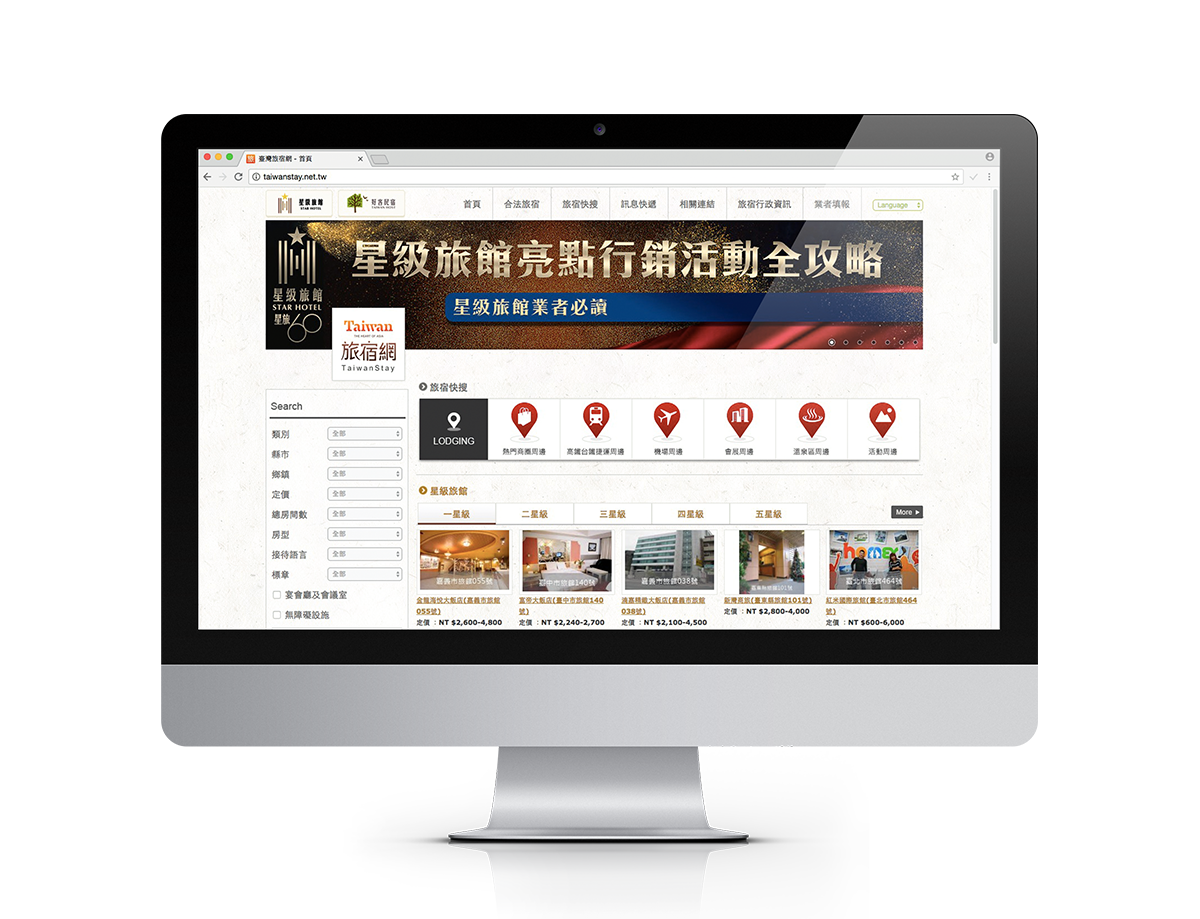 臺灣旅宿網 - 首頁
taiwanstay.net.tw
星級旅館
STAR HOTEL
好客民宿
首頁
合法旅宿
旅宿快搜
訊息快遞
相關連結
旅宿行政資訊
業者填報
Language
星級旅館
STAR HOTEL
星旅60
星級旅館亮點行銷活動全攻略
星級旅館業者必讀
Taiwan
THE HEART OF ASIA
旅宿網
TaiwanStay
Search
類別 全部
縣市 全部
鄉鎮 全部
定價 全部
總房間數 全部
房型 全部
接待語言 全部
標章 全部
宴會廳及會議室
無障礙設施
旅宿快搜
LODGING
熱門商圈周邊
高鐵台鐵捷運周邊
機場周邊
會展周邊
溫泉區周邊
活動周邊
星級旅館
一星級
二星級
三星級
四星級
五星級
More
嘉義市旅館055號
臺中市旅館140號
嘉義市旅館038號
臺東縣旅館101號
臺北市旅館464號
金龍海悅大飯店(嘉義市旅館
055號)
定價 ：NT $2,600-4,800
富帝大飯店(臺中市旅館140
號)
定價 ：NT $2,240-2,700
鴻嘉精緻大飯店(嘉義市旅館
038號)
定價 ：NT $2,100-4,500
新灣商旅(臺東縣旅館101號)
定價 ：NT $2,800-4,000
紅米國際旅館(臺北市旅館464
號)
定價 ：NT $600-6,000